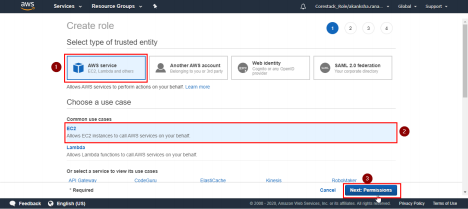 aws
Services
Resource Groups
Comstack_Role/akanksha.rana...
Global
Support
Create role
1
2
3
4
Select type of trusted entity
1
AWS service
EC2, Lambda and others
Another AWS account
Belonging to you or 3rd party
Web identity
Cognito or any OpenID
provider
SAML 2.0 federation
Your corporate directory
Allows AWS services to perform actions on your behalf. Learn more
Choose a use case
Common use cases
EC2
Allows EC2 instances to call AWS services on your behalf.
2
Lambda
Allows Lambda functions to call AWS services on your behalf.
Or select a service to view its use cases
3
API Gateway
CodeGuru
ElastiCache
Kinesis
RoboMaker
* Required
Cancel
Next: Permissions
Feedback
English (US)
© 2008 - 2020, Amazon Web Services, Inc. or its affiliates. All rights reserved.
Privacy Policy
Terms of Use